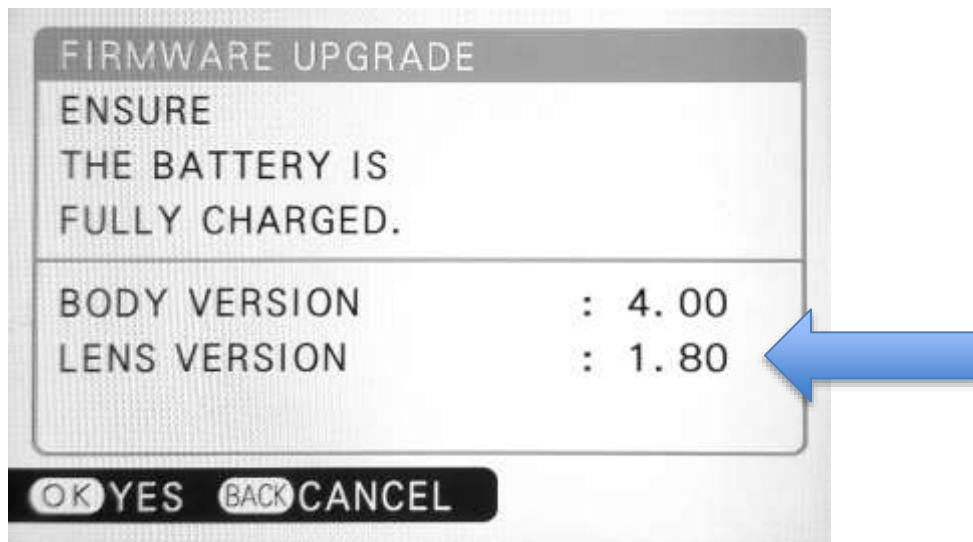 FIRMWARE UPGRADE
ENSURE
THE BATTERY IS
FULLY CHARGED.
BODY VERSION : 4.00
LENS VERSION : 1.80
OK YES BACK CANCEL